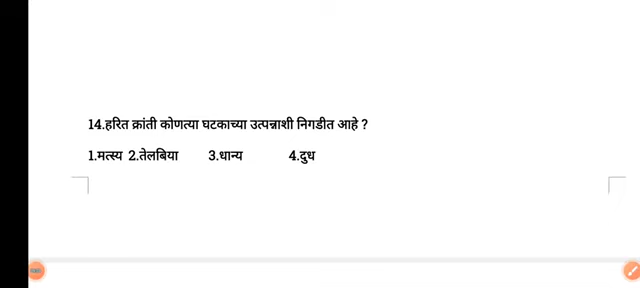 14.हरित क्रांती कोणत्या घटकाच्या उत्पन्नाशी निगडीत आहे ?
1.मत्स्य 2.तेलबिया 3.धान्य 4.दुध